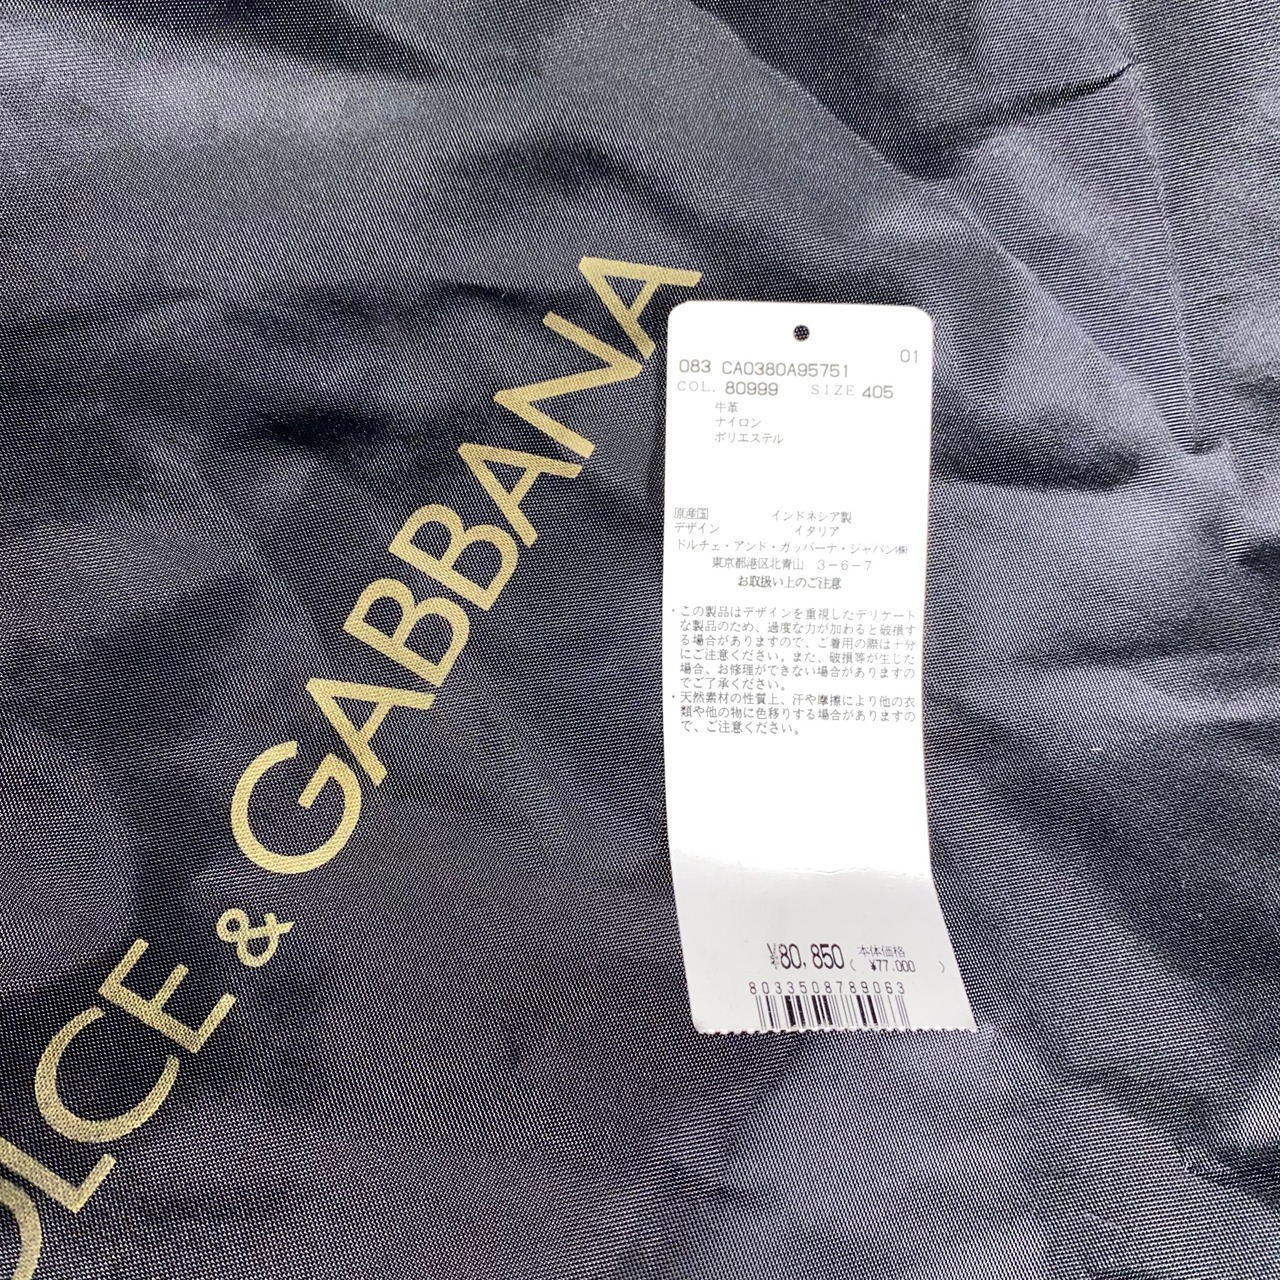 DOLCE & GABBANA
01
083 CA0380A95751
COL. 80999 SIZE 405
牛革
ナイロン
ポリエステル
原産国 インドネシア製
デザイン イタリア
ドルチェ・アンド・ガッバーナ・ジャパン㈱
東京都港区北青山 3-6-7
お取扱い上のご注意
・この製品はデザインを重視したデリケート
な製品のため、過度な力が加わると破損す
る場合がありますので、ご着用の際は十分
にご注意ください。また、破損等が生じた
場合、お修理ができない場合がありますの
でご了承ください。
・天然素材の性質上、汗や摩擦により他の衣
類や他の物に色移りする場合がありますの
で、ご注意ください。
¥80,850 本体価格
( ¥77,000 )
8033508789063